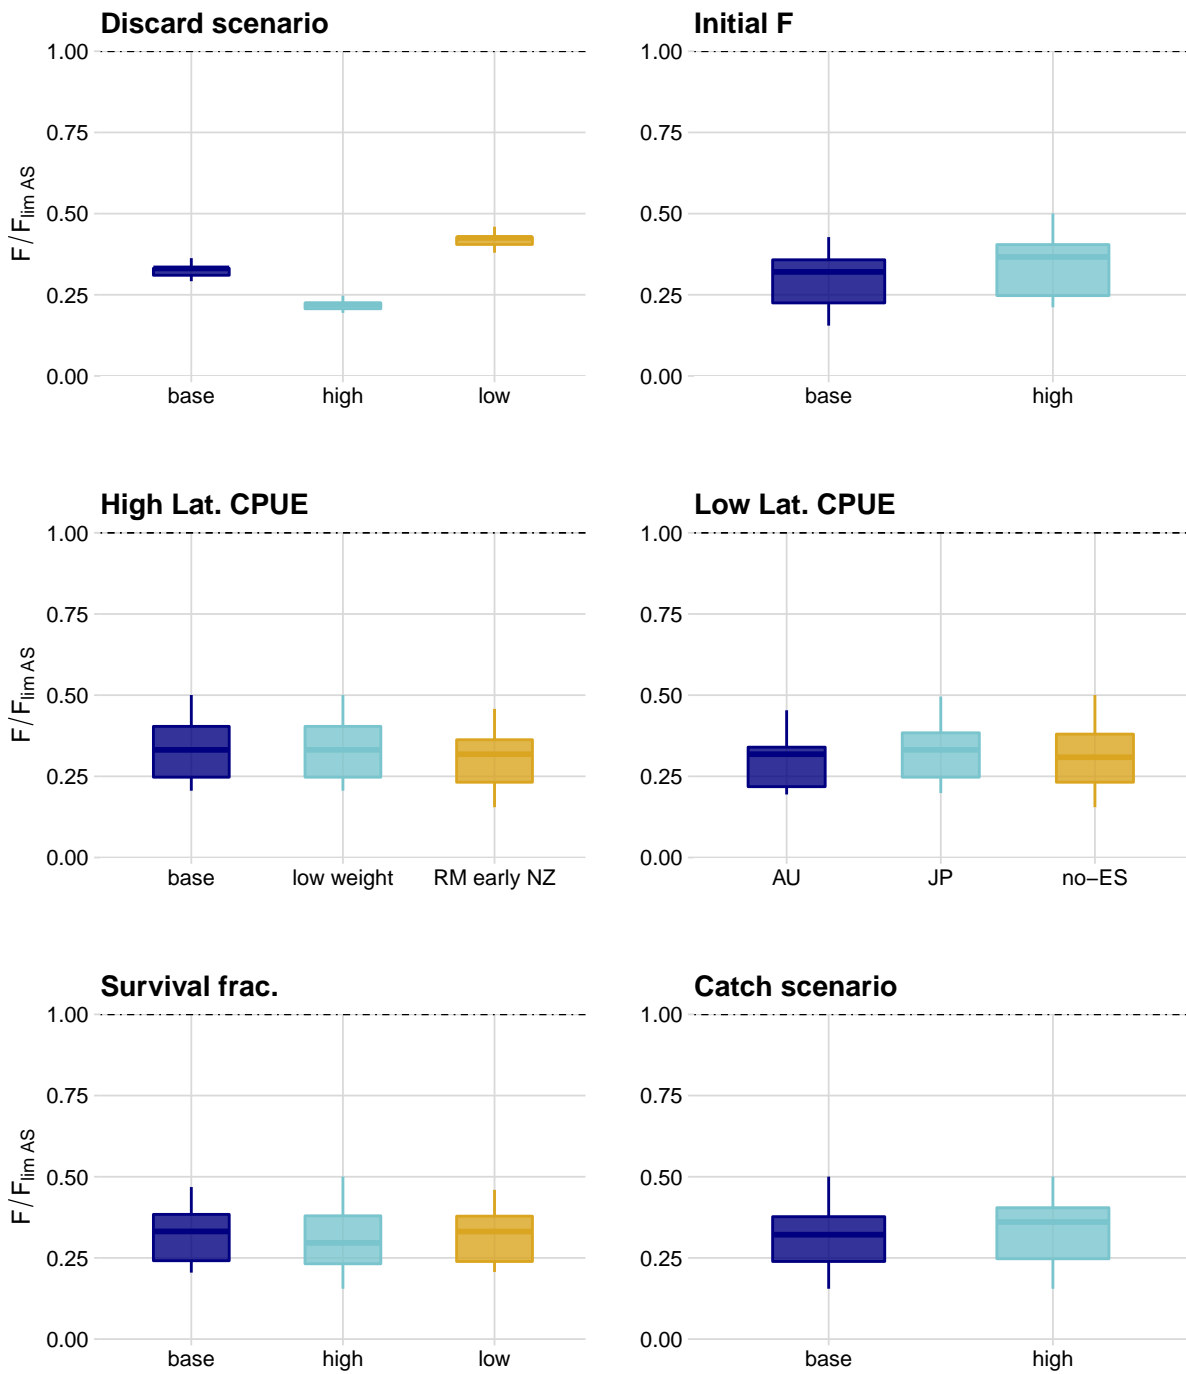 Discard scenario
1.00
0.75
0.50
0.25
0.00
F/F lim AS
base high low
Initial F
1.00
0.75
0.50
0.25
0.00
base high
High Lat. CPUE
1.00
0.75
0.50
0.25
0.00
F/F lim AS
base low weight RM early NZ
Low Lat. CPUE
1.00
0.75
0.50
0.25
0.00
AU JP no−ES
Survival frac.
1.00
0.75
0.50
0.25
0.00
F/F lim AS
base high low
Catch scenario
1.00
0.75
0.50
0.25
0.00
base high